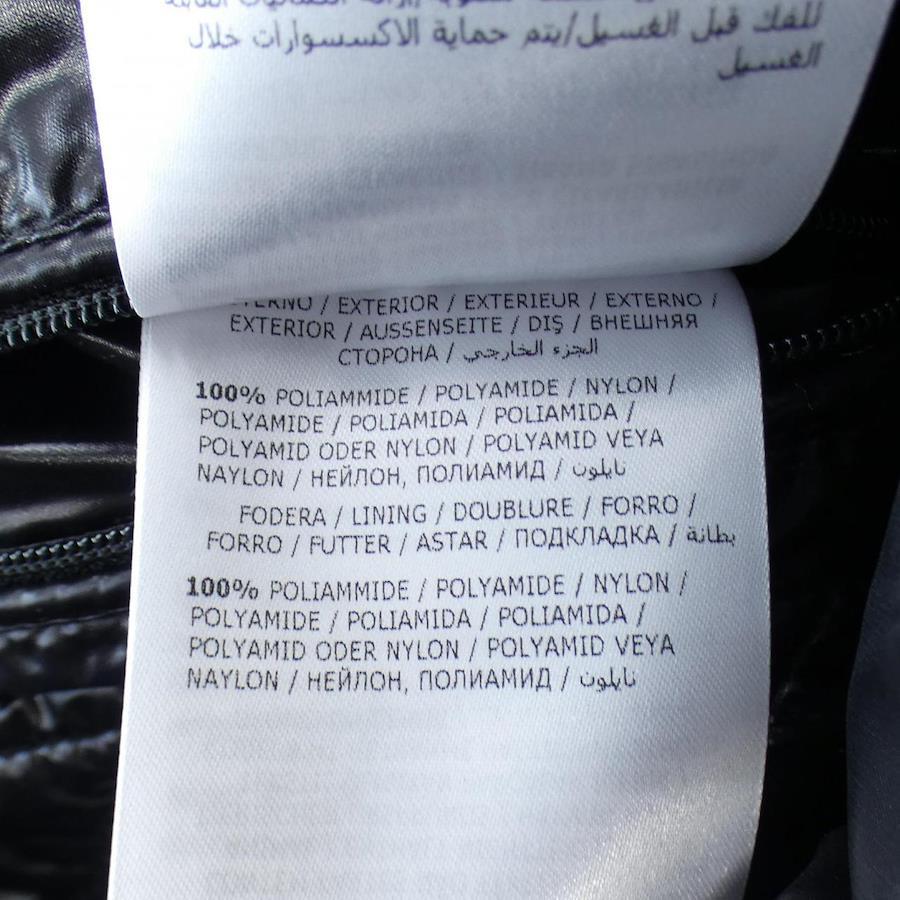 للفك قبل الغسيل/يتم حماية الاكسسوارات خلال
الغسيل
/ EXTERIOR / EXTERIEUR / EXTERNO /
EXTERIOR / AUSSENSEITE / DIŞ / ВНЕШНЯЯ
СТОРОНА / الجزء الخارجي
100% POLIAMMIDE / POLYAMIDE / NYLON /
POLYAMIDE / POLIAMIDA / POLIAMIDA /
POLYAMID ODER NYLON / POLYAMID VEYA
NAYLON / НЕЙЛОН, ПОЛИАМИД / نايلون
FODERA / LINING / DOUBLURE / FORRO /
FORRO / FUTTER / ASTAR / ПОДКЛАДКА / بطانة
100% POLIAMMIDE / POLYAMIDE / NYLON /
POLYAMIDE / POLIAMIDA / POLIAMIDA /
POLYAMID ODER NYLON / POLYAMID VEYA
NAYLON / НЕЙЛОН, ПОЛИАМИД / نايلون